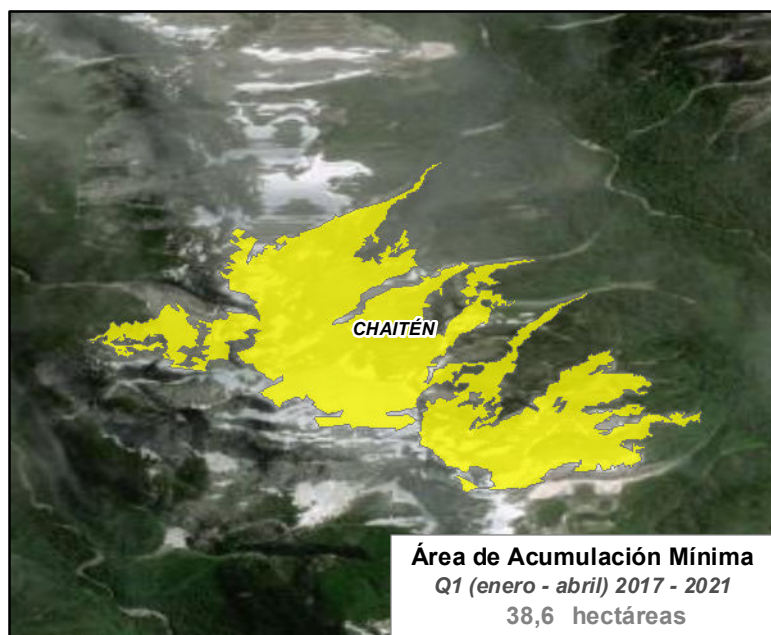 CHAITÉN
Área de Acumulación Mínima
Q1 (enero - abril) 2017 - 2021
38,6 hectáreas